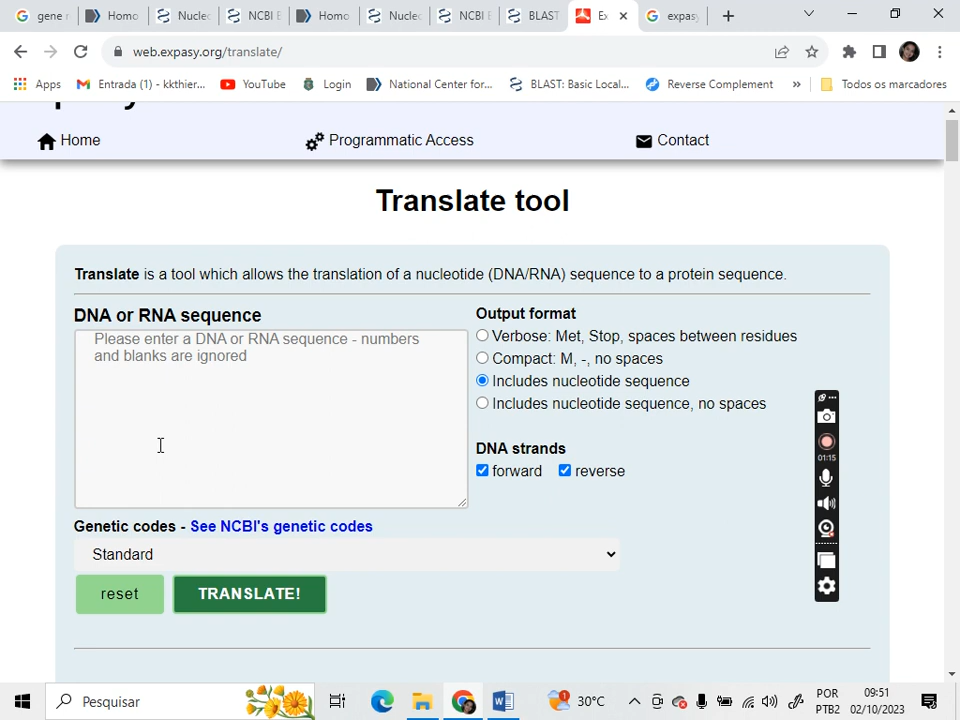 gene r
Homo
Nucleo
NCBI B
Homo
Nucleo
NCBI B
BLAST
Ex
expasy
web.expasy.org/translate/
Apps
Entrada (1) - kkthier...
YouTube
Login
National Center for...
BLAST: Basic Local...
Reverse Complement
»
Todos os marcadores
Home
Programmatic Access
Contact
Translate tool
Translate is a tool which allows the translation of a nucleotide (DNA/RNA) sequence to a protein sequence.
DNA or RNA sequence
Please enter a DNA or RNA sequence - numbers
and blanks are ignored
Output format
Verbose: Met, Stop, spaces between residues
Compact: M, -, no spaces
Includes nucleotide sequence
Includes nucleotide sequence, no spaces
DNA strands
forward reverse
01:15
Genetic codes - See NCBI's genetic codes
Standard
reset
TRANSLATE!
Pesquisar
1
30°C
POR
PTB2
09:51
02/10/2023